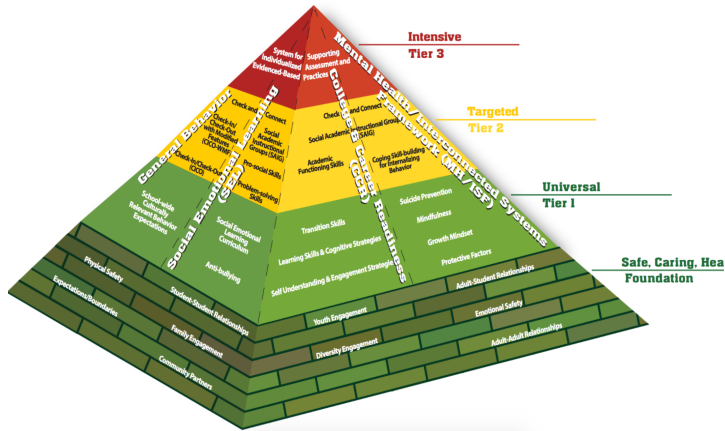 Intensive
Tier 3
Targeted
Tier 2
Universal
Tier 1
Safe, Caring, Hea
Foundation
General Behavior
Social Emotional Learning
(SEL)
College & Career Readiness
(CCR)
Mental Health/Interconnected Systems
Framework (MH/ISF)
System for
Individualized
Evidenced-Based
Supporting
Assessment and
Practices
Check and Connect
Check-In/
Check-Out
with Modified
Features
(CICO-WMF)
Social
Academic
Instructional
Groups (SAIG)
Check-In/Check-Out
(CICO)
Pro-social Skills
Problem-solving
Skills
Check and Connect
Social Academic Instructional Groups
(SAIG)
Academic
Functioning Skills
Coping Skill-building
for Internalizing
Behavior
School-wide
Culturally
Relevant Behavior
Expectations
Social Emotional
Learning
Curriculum
Anti-bullying
Transition Skills
Learning Skills & Cognitive Strategies
Self Understanding & Engagement Strategie
Suicide Prevention
Mindfulness
Growth Mindset
Protective Factors
Physical Safety
Student-Student Relationships
Expectations/Boundaries
Family Engagement
Community Partners
Youth Engagement
Adult-Student Relationships
Emotional Safety
Diversity Engagement
Adult-Adult Relationships